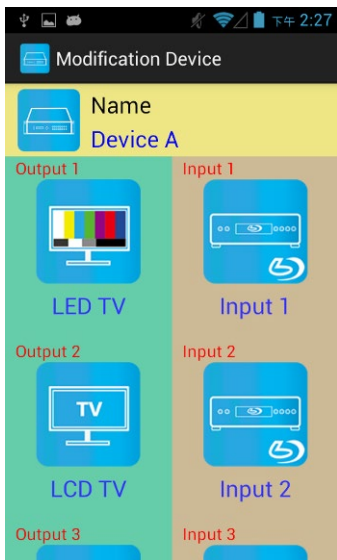 下午 2:27
Modification Device
Name
Device A
Output 1
Input 1
LED TV
Input 1
Output 2
Input 2
TV
LCD TV
Input 2
Output 3
Input 3